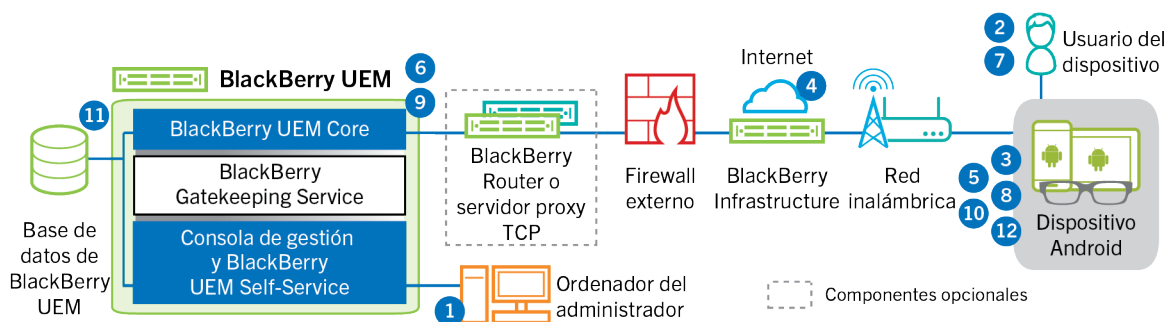 BlackBerry UEM
6
9
11
BlackBerry UEM Core
BlackBerry
Gatekeeping Service
Consola de gestión
y BlackBerry
UEM Self-Service
Base de
datos de
BlackBerry
UEM
1
Ordenador del
administrador
BlackBerry
Router o
servidor proxy
TCP
Firewall
externo
Internet
4
BlackBerry
Infrastructure
Red
inalámbrica
2
7
Usuario del
dispositivo
3
5
8
10
12
Dispositivo
Android
Componentes opcionales